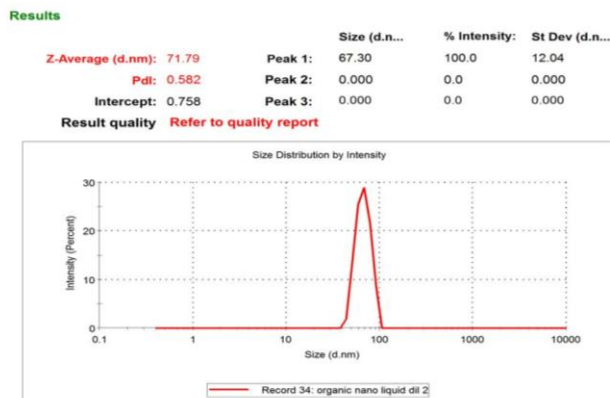 Results
Size (d.n... % Intensity: St Dev (d.n...
Z-Average (d.nm): 71.79 Peak 1: 67.30 100.0 12.04
PdI: 0.582 Peak 2: 0.000 0.0 0.000
Intercept: 0.758 Peak 3: 0.000 0.0 0.000
Result quality Refer to quality report
Size Distribution by Intensity
Intensity (Percent)
30
20
10
0
0.1 1 10 100 1000 10000
Size (d.nm)
Record 34: organic nano liquid dil 2